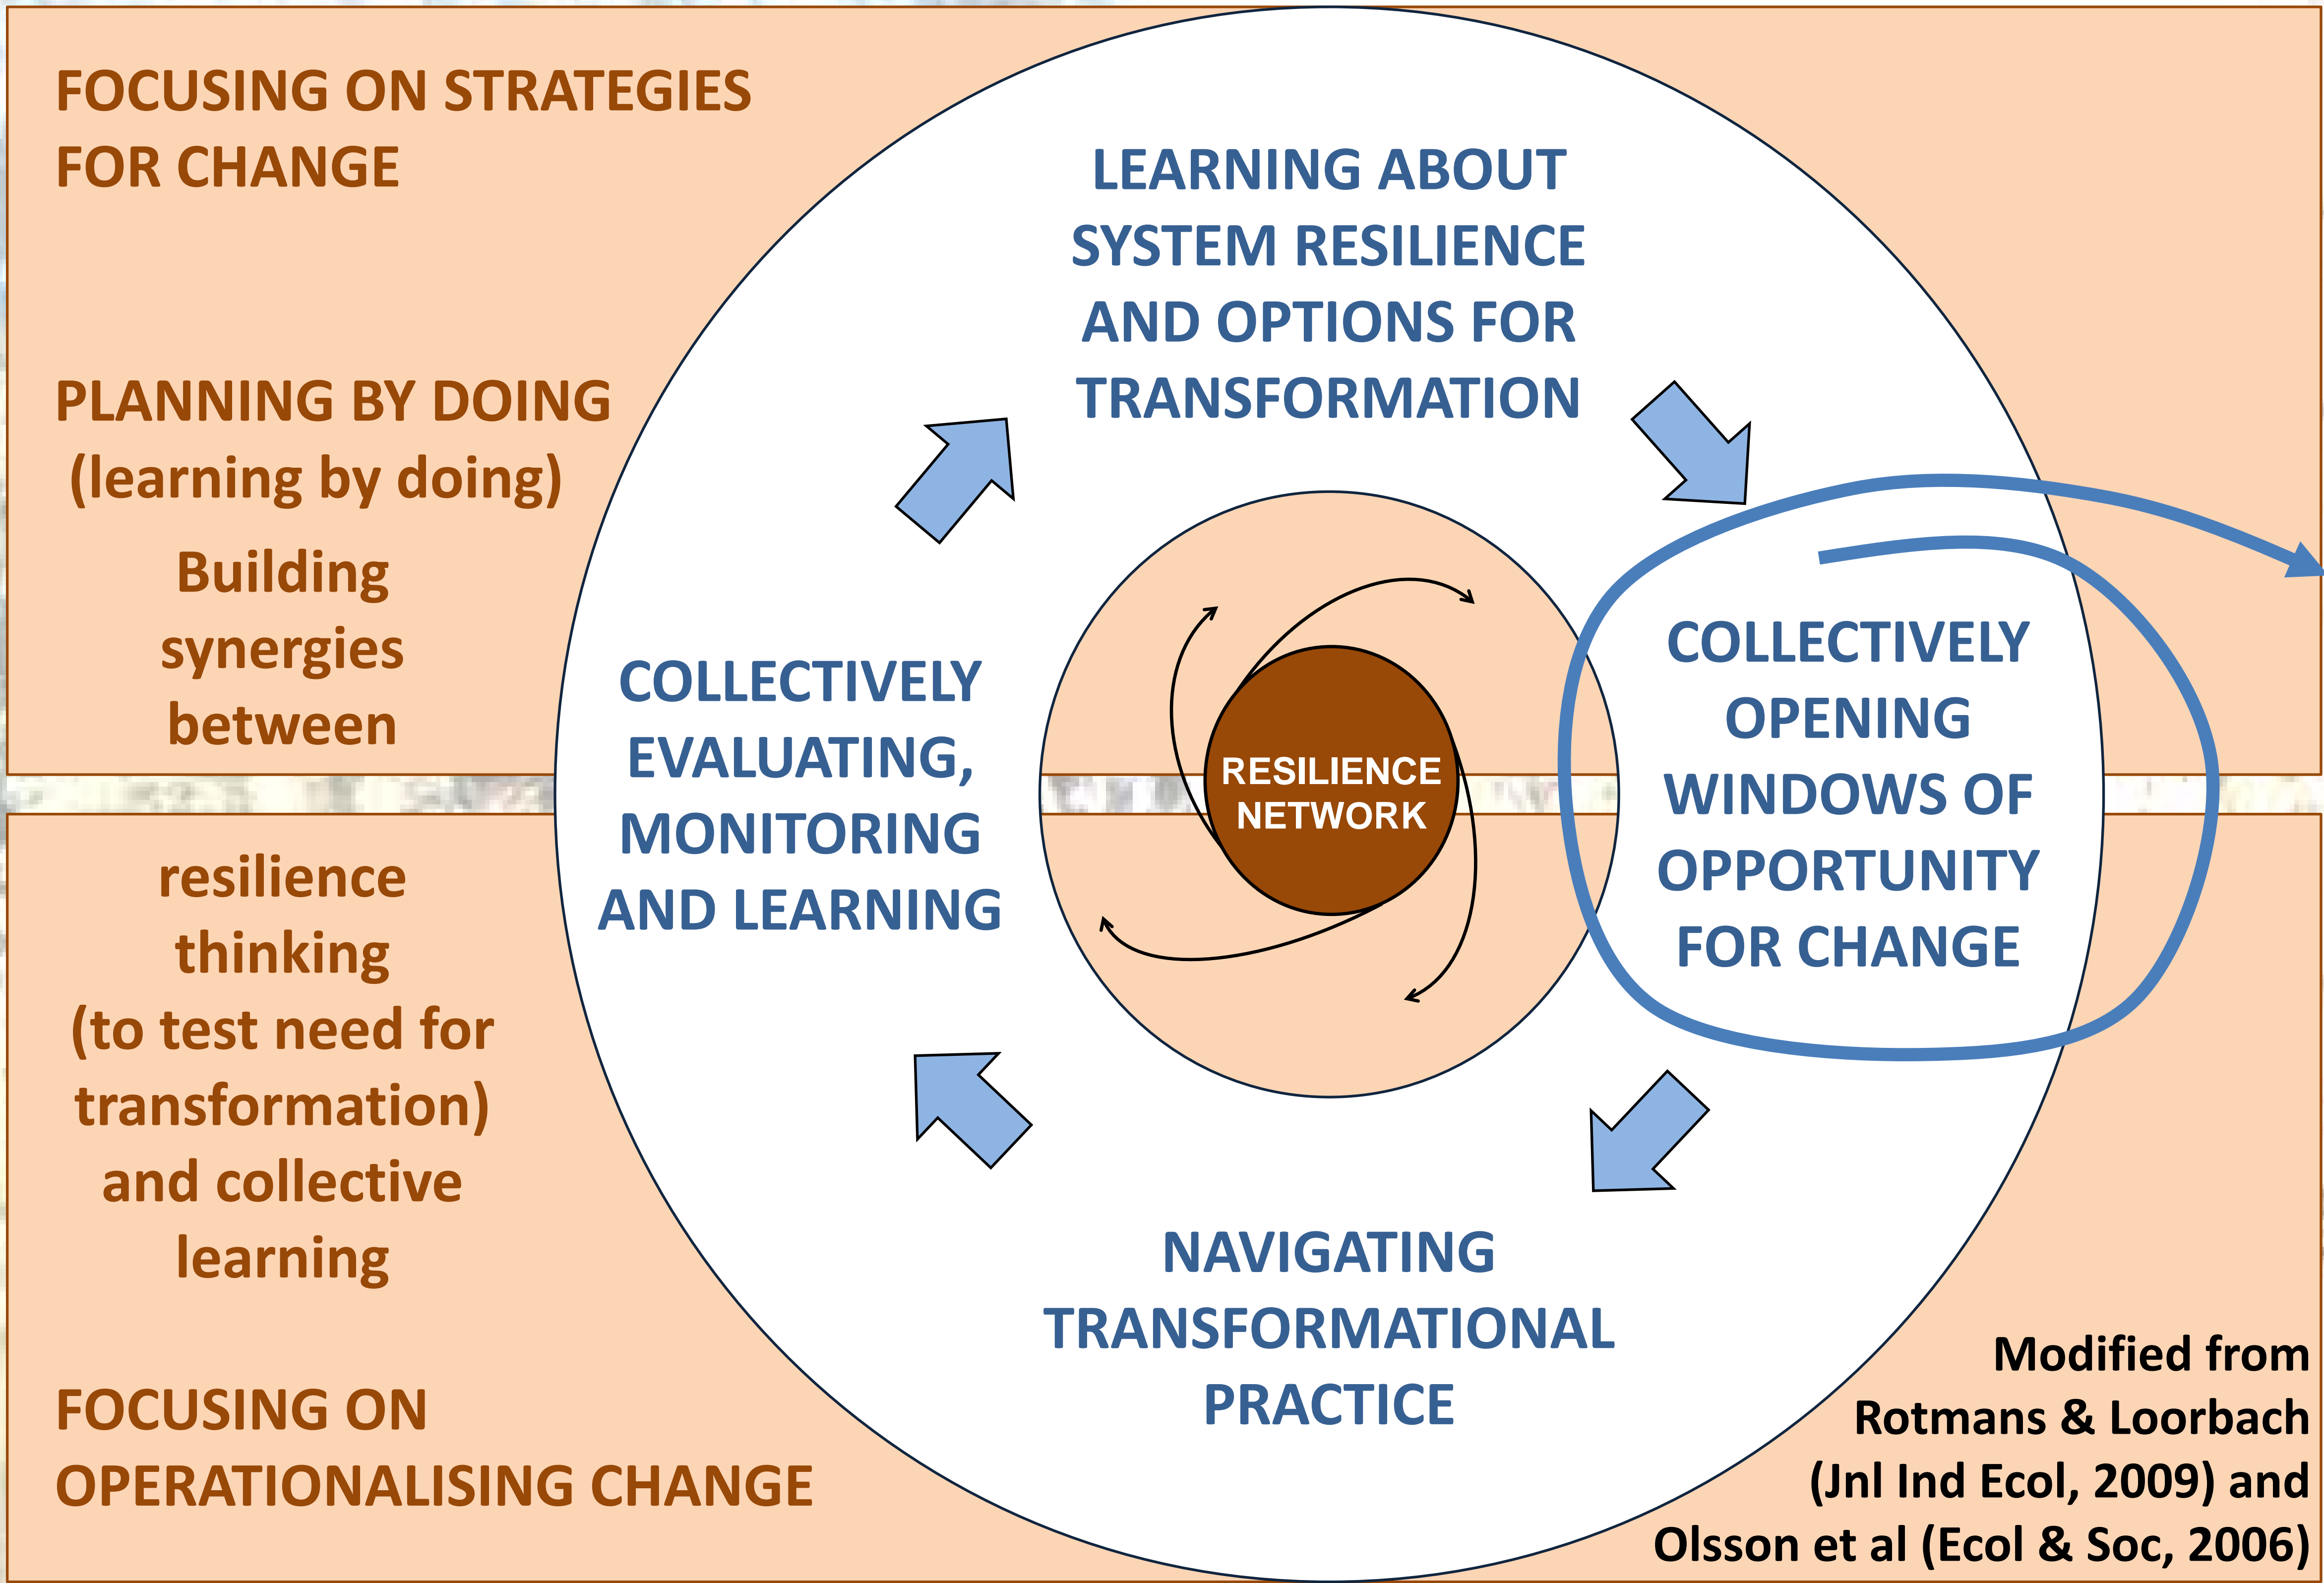 FOCUSING ON STRATEGIES
FOR CHANGE
PLANNING BY DOING
(learning by doing)
Building
synergies
between
resilience
thinking
(to test need for
transformation)
and collective
learning
FOCUSING ON
OPERATIONALISING CHANGE
LEARNING ABOUT
SYSTEM RESILIENCE
AND OPTIONS FOR
TRANSFORMATION
COLLECTIVELY
OPENING
WINDOWS OF
OPPORTUNITY
FOR CHANGE
NAVIGATING
TRANSFORMATIONAL
PRACTICE
COLLECTIVELY
EVALUATING,
MONITORING
AND LEARNING
RESILIENCE
NETWORK
Modified from
Rotmans & Loorbach
(Jnl Ind Ecol, 2009) and
Olsson et al (Ecol & Soc, 2006)